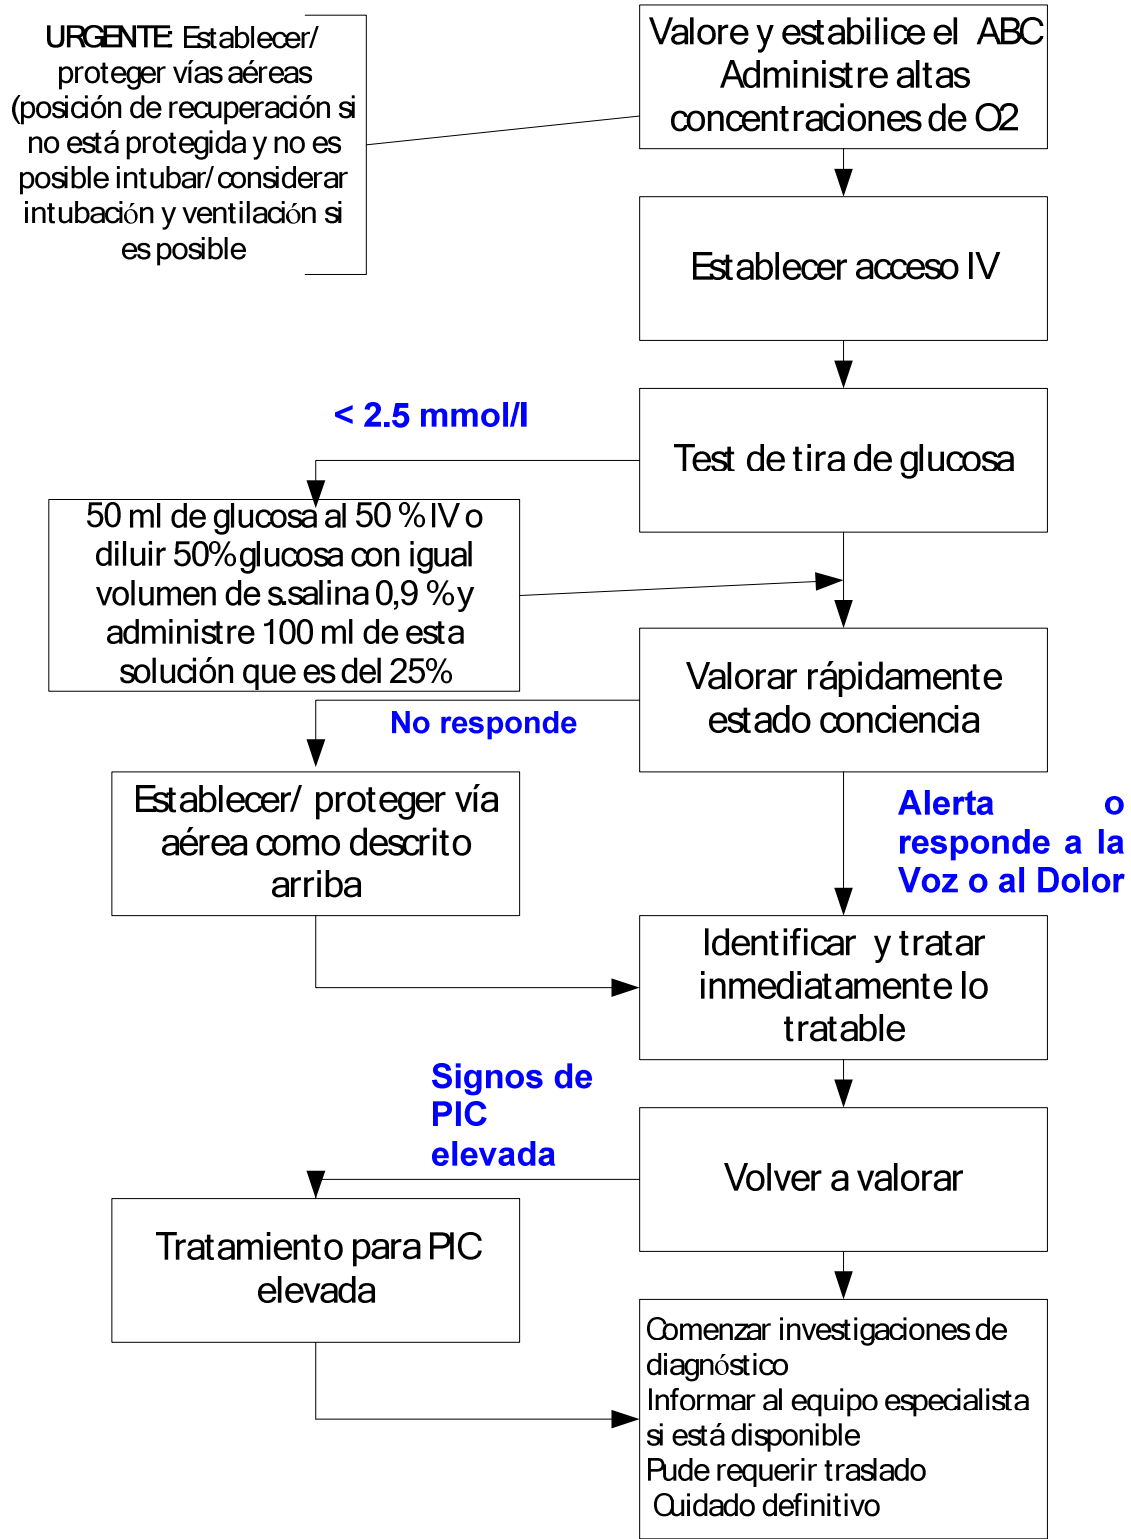 URGENTE: Establecer/
proteger vías aéreas
(posición de recuperación si
no está protegida y no es
posible intubar/ considerar
intubación y ventilación si
es posible
Valore y estabilice el ABC
Administre altas
concentraciones de O2
Establecer acceso IV
Test de tira de glucosa
< 2.5 mmol/l
50 ml de glucosa al 50 % IV o
diluir 50% glucosa con igual
volumen de s.salina 0,9 % y
administre 100 ml de esta
solución que es del 25%
Valorar rápidamente
estado conciencia
No responde
Establecer/ proteger vía
aérea como descrito
arriba
Alerta o
responde a la
Voz o al Dolor
Identificar y tratar
inmediatamente lo
tratable
Signos de
PIC
elevada
Volver a valorar
Tratamiento para PIC
elevada
Comenzar investigaciones de
diagnóstico
Informar al equipo especialista
si está disponible
Pude requerir traslado
Cuidado definitivo